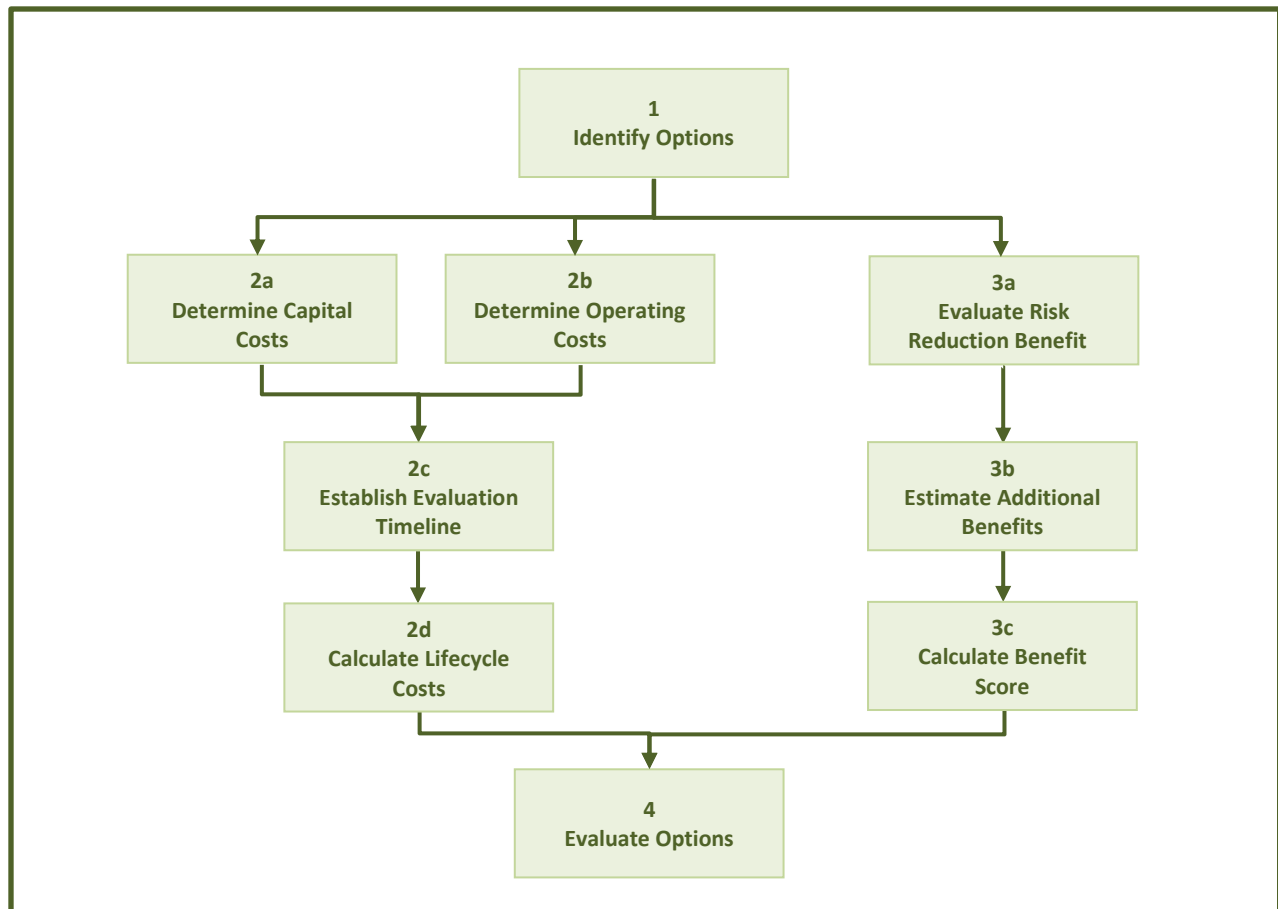 1
Identify Options
2a
Determine Capital
Costs
2b
Determine Operating
Costs
3a
Evaluate Risk
Reduction Benefit
2c
Establish Evaluation
Timeline
3b
Estimate Additional
Benefits
2d
Calculate Lifecycle
Costs
3c
Calculate Benefit
Score
4
Evaluate Options